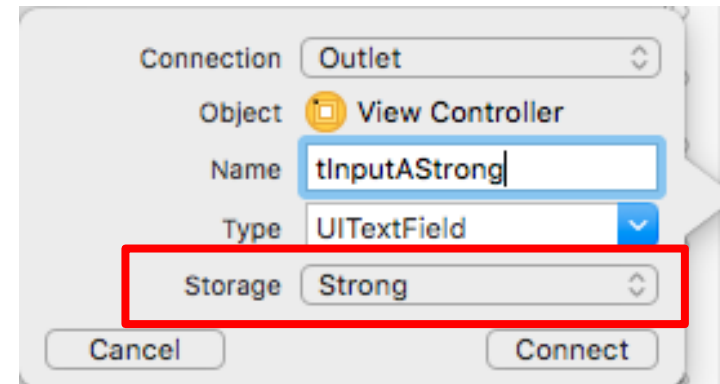 Connection Outlet
Object View Controller
Name tInputAStrong
Type UITextField
Storage Strong
Cancel Connect